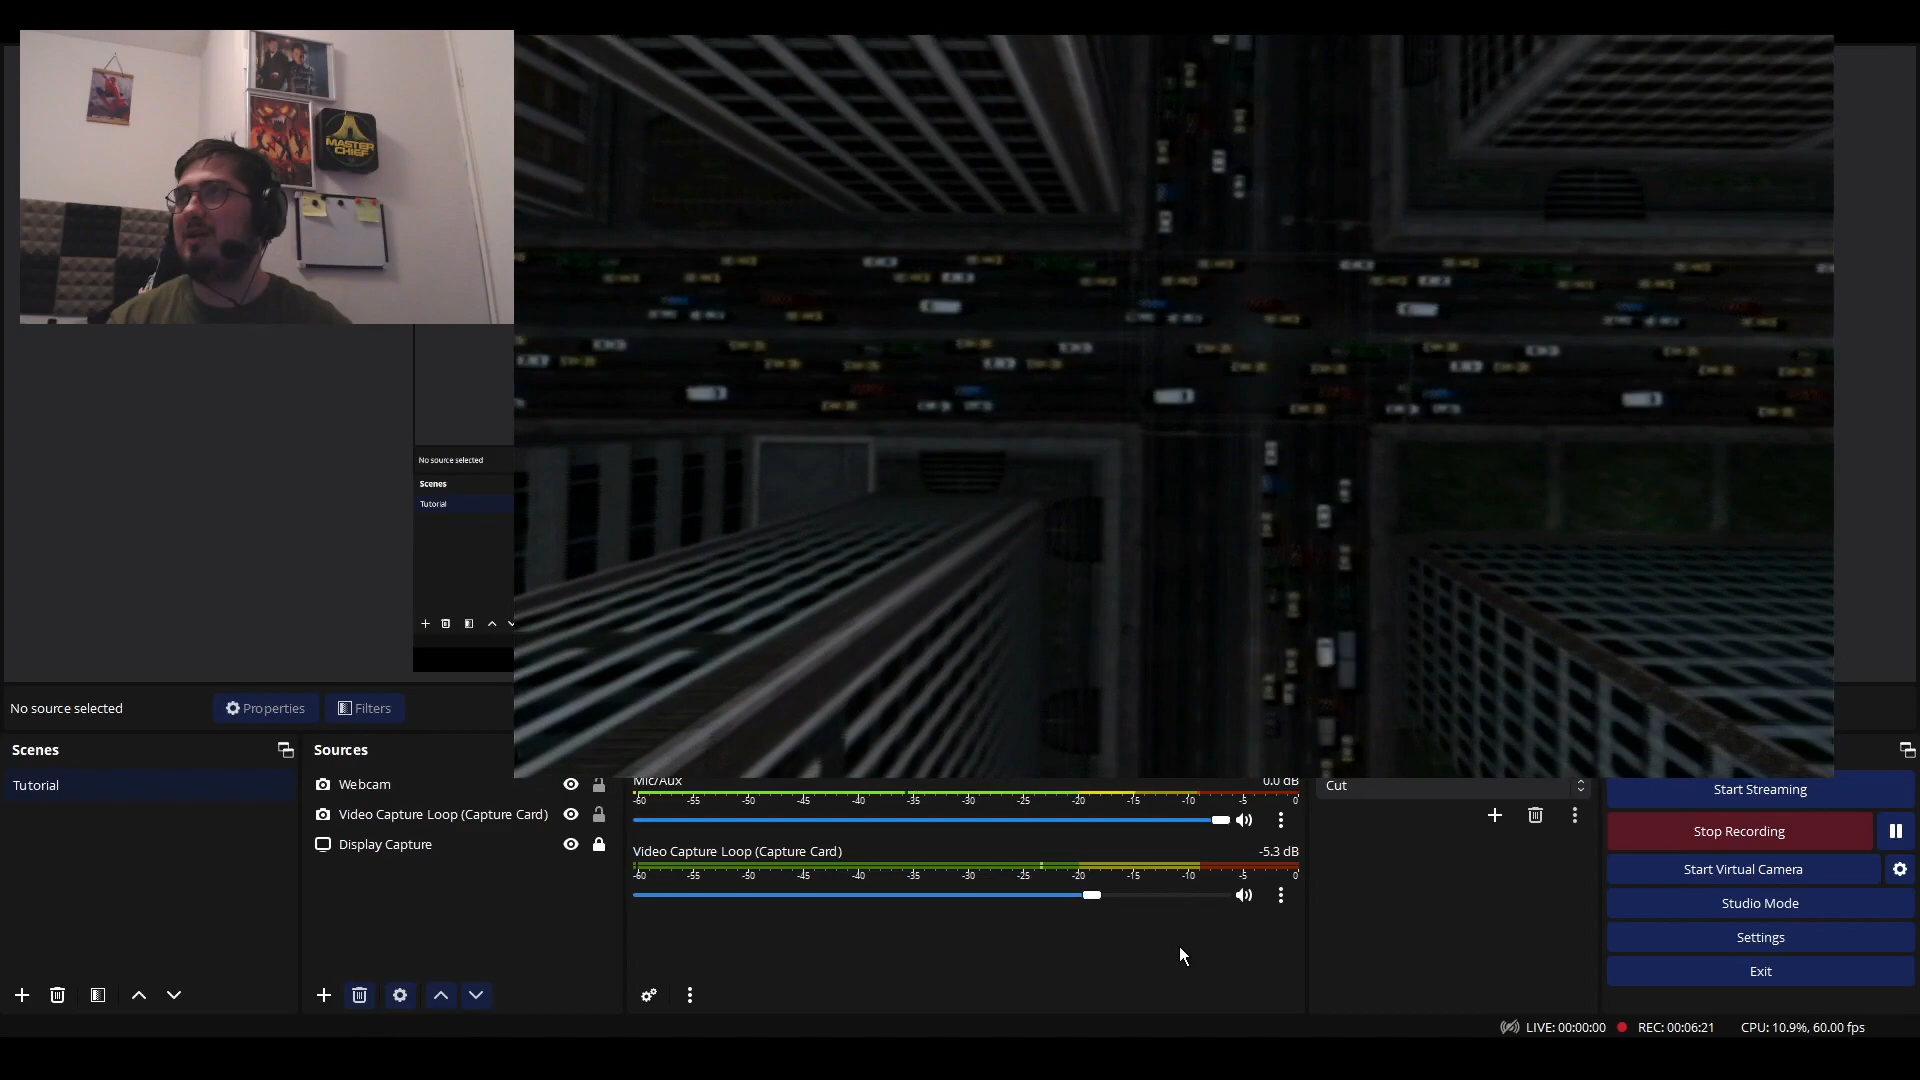 MASTER
CHIEF
No source selected
Scenes
Tutorial
No source selected
Properties
Filters
Scenes
Sources
Tutorial
Webcam
Video Capture Loop (Capture Card)
Display Capture
Mic/Aux
0.0 dB
-60 -55 -50 -45 -40 -35 -30 -25 -20 -15 -10 -5 0
Video Capture Loop (Capture Card)
-5.3 dB
-60 -55 -50 -45 -40 -35 -30 -25 -20 -15 -10 -5 0
Cut
Start Streaming
Stop Recording
Start Virtual Camera
Studio Mode
Settings
Exit
LIVE: 00:00:00
REC: 00:06:21
CPU: 10.9%, 60.00 fps